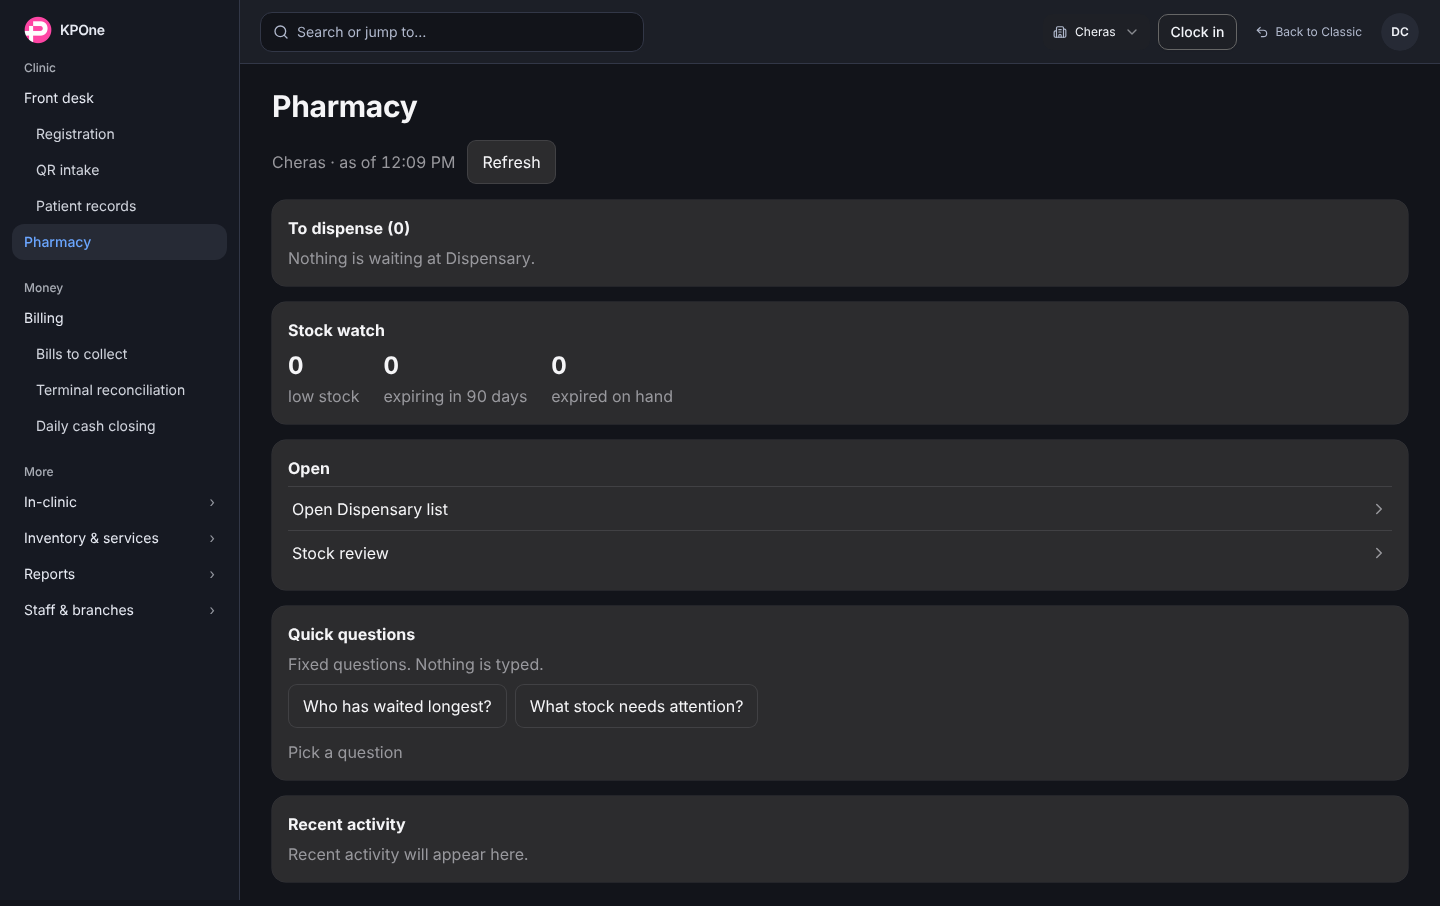 KPOne
Search or jump to...
Cheras
Clock in
Back to Classic
DC
Clinic
Front desk
Registration
QR intake
Patient records
Pharmacy
Money
Billing
Bills to collect
Terminal reconciliation
Daily cash closing
More
In-clinic
Inventory & services
Reports
Staff & branches
Pharmacy
Cheras · as of 12:09 PM
Refresh
To dispense (0)
Nothing is waiting at Dispensary.
Stock watch
0 0 0
low stock expiring in 90 days expired on hand
Open
Open Dispensary list
Stock review
Quick questions
Fixed questions. Nothing is typed.
Who has waited longest? What stock needs attention?
Pick a question
Recent activity
Recent activity will appear here.